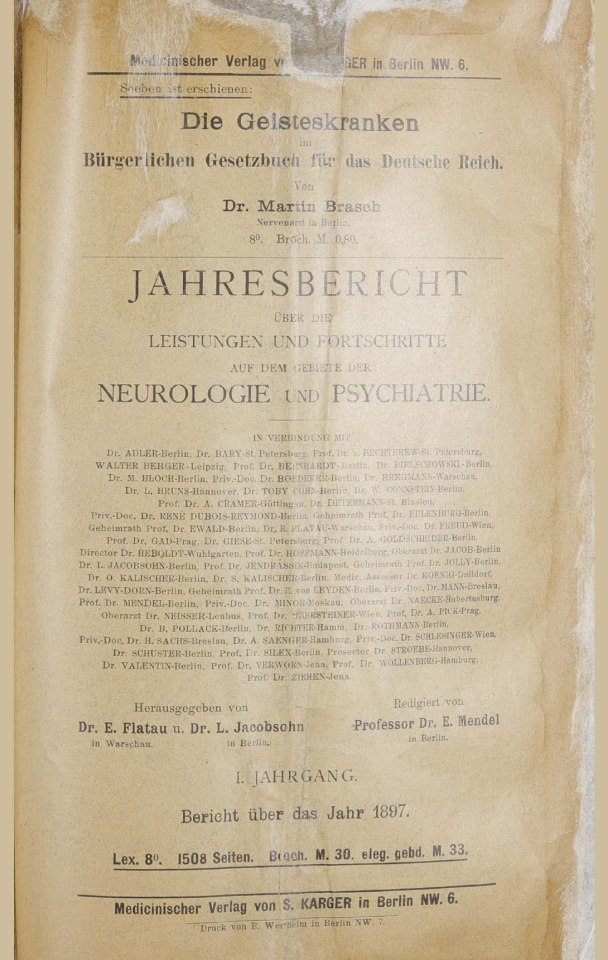 Medicinischer Verlag v KARGER in Berlin NW. 6.
Soeben ist erschienen:
Die Geisteskranken
im
Bürgerlichen Gesetzbuch für das Deutsche Reich.
Von
Dr. Martin Brasch
Nervenarzt in Berlin.
8⁰. Broch. M. 0,80.
JAHRESBERICHT
ÜBER DIE
LEISTUNGEN UND FORTSCHRITTE
AUF DEM GEBIETE DER
NEUROLOGIE UND PSYCHIATRIE.
IN VERBINDUNG MIT
Dr. ADLER-Berlin, Dr. BARY-St. Petersburg, Prof. Dr. v. BECHTEREW-St. Petersburg,
WALTER BERGER-Leipzig, Prof. Dr. BERNHARDT-Berlin, Dr. BIELSCHOWSKI-Berlin,
Dr. M. BLOCH-Berlin, Priv.-Doc. Dr. BOEDEKER-Berlin, Dr. BREGMANN-Warschau,
Dr. L. BRUNS-Hannover, Dr. TOBY COHN-Berlin, Dr. W. CONNSTEIN-Berlin,
Prof. Dr. A. CRAMER-Göttingen, Dr. DETERMANN-St. Blasien,
Priv.-Doc. Dr. RENÉ DUBOIS-REYMOND-Berlin, Geheimrath Prof. Dr. EULENBURG-Berlin,
Geheimrath Prof. Dr. EWALD-Berlin, Dr. E. FLATAU-Warschau, Priv.-Doc. Dr. FREUD-Wien,
Prof. Dr. GAD-Prag, Dr. GIESE-St. Petersburg, Prof. Dr. A. GOLDSCHEIDER-Berlin,
Director Dr. HEBOLDT-Wuhlgarten, Prof. Dr. HOFFMANN-Heidelberg, Oberarzt Dr. JACOB-Berlin
Dr. L. JACOBSOHN-Berlin, Prof. Dr. JENDRÁSSIK-Budapest, Geheimrath Prof. Dr. JOLLY-Berlin,
Dr. O. KALISCHER-Berlin, Dr. S. KALISCHER-Berlin, Medic. Assessor Dr. KOENIG-Dalldorf,
Dr. LEVY-DORN-Berlin, Geheimrath Prof. Dr. E. von LEYDEN-Berlin, Priv.-Doc. Dr. MANN-Breslau,
Prof. Dr. MENDEL-Berlin, Priv.-Doc. Dr. MINOR-Moskau, Oberarzt Dr. NAECKE-Hubertusburg,
Oberarzt Dr. NEISSER-Leubus, Prof. Dr. OBERSTEINER-Wien, Prof. Dr. A. PICK-Prag,
Dr. B. POLLACK-Berlin, Dr. RICHTER-Hamm, Dr. ROTHMANN-Berlin,
Priv.-Doc. Dr. H. SACHS-Breslau, Dr. A. SAENGER-Hamburg, Priv.-Doc. Dr. SCHLESINGER-Wien,
Dr. SCHUSTER-Berlin, Prof. Dr. SILEX-Berlin, Prosector Dr. STROEBE-Hannover,
Dr. VALENTIN-Berlin, Prof. Dr. VERWORN-Jena, Prof. Dr. WOLLENBERG-Hamburg,
Prof Dr. ZIEHEN-Jena.
Herausgegeben von
Dr. E. Flatau u. Dr. L. Jacobsohn
in Warschau. in Berlin.
Redigiert von
Professor Dr. E. Mendel
in Berlin.
I. JAHRGANG.
Bericht über das Jahr 1897.
Lex. 8⁰. 1508 Seiten. Broch. M. 30. eleg. gebd. M. 33.
Medicinischer Verlag von S. KARGER in Berlin NW. 6.
Druck von E. Wertheim in Berlin NW. 7.